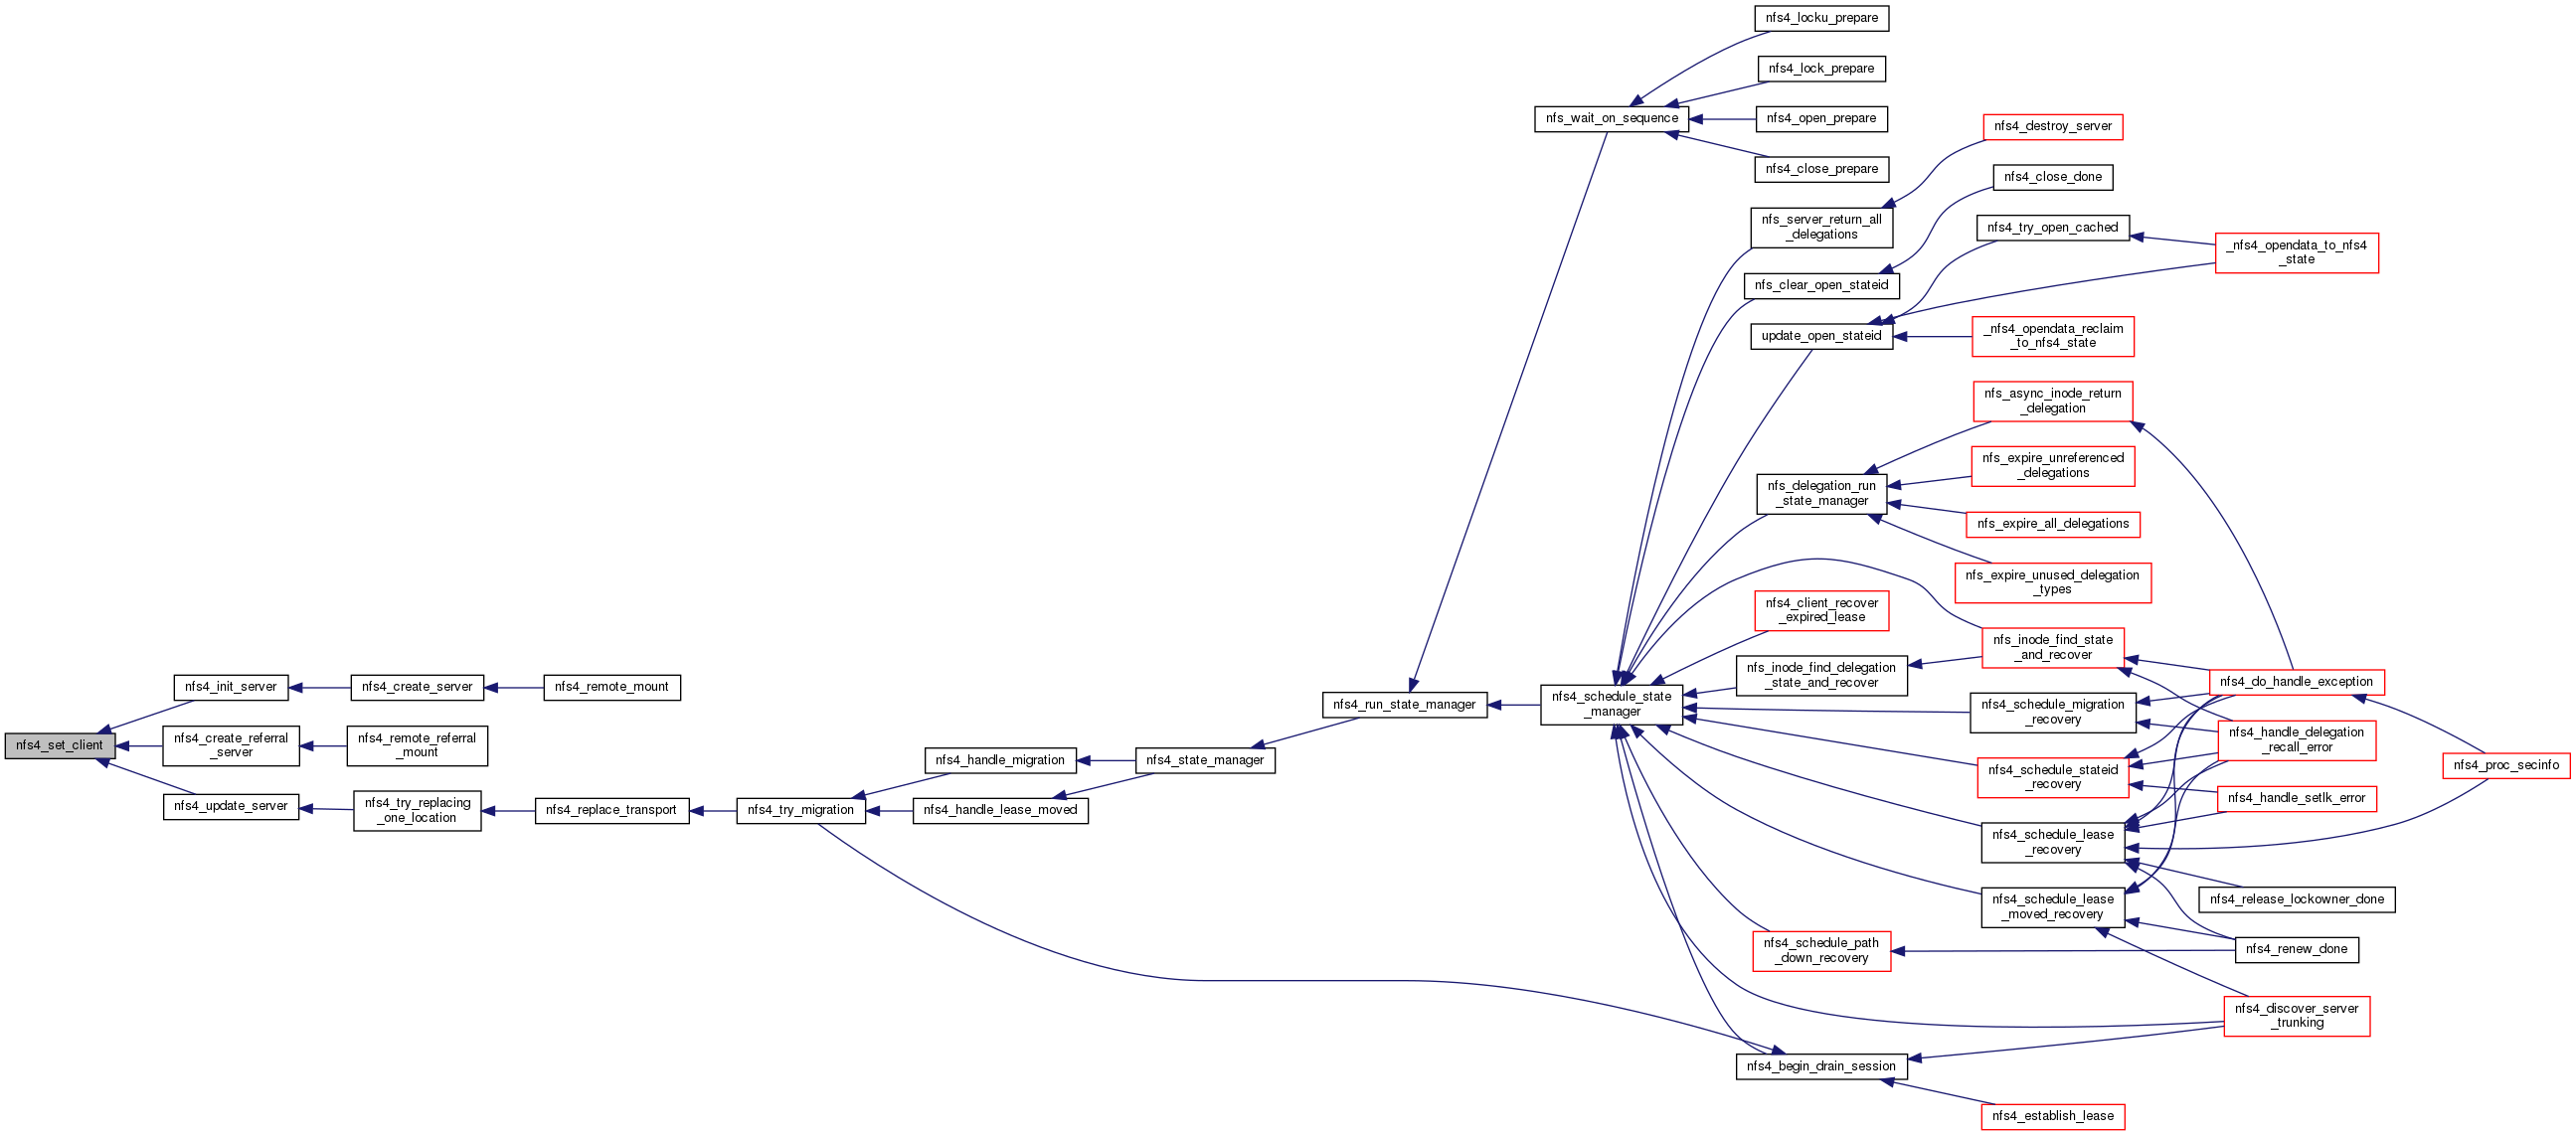 nfs4_set_client
nfs4_init_server
nfs4_create_server
nfs4_remote_mount
nfs4_create_referral
_server
nfs4_remote_referral
_mount
nfs4_update_server
nfs4_try_replacing
_one_location
nfs4_replace_transport
nfs4_try_migration
nfs4_handle_migration
nfs4_handle_lease_moved
nfs4_state_manager
nfs4_run_state_manager
nfs_wait_on_sequence
nfs4_locku_prepare
nfs4_lock_prepare
nfs4_open_prepare
nfs4_close_prepare
nfs4_schedule_state
_manager
nfs_server_return_all
_delegations
nfs4_destroy_server
nfs_clear_open_stateid
nfs4_close_done
update_open_stateid
nfs4_try_open_cached
_nfs4_opendata_to_nfs4
_state
_nfs4_opendata_reclaim
_to_nfs4_state
nfs_delegation_run
_state_manager
nfs_async_inode_return
_delegation
nfs_expire_unreferenced
_delegations
nfs_expire_all_delegations
nfs_expire_unused_delegation
_types
nfs4_client_recover
_expired_lease
nfs_inode_find_delegation
_state_and_recover
nfs_inode_find_state
_and_recover
nfs4_schedule_migration
_recovery
nfs4_schedule_stateid
_recovery
nfs4_schedule_lease
_recovery
nfs4_schedule_lease
_moved_recovery
nfs4_schedule_path
_down_recovery
nfs4_begin_drain_session
nfs4_establish_lease
nfs4_do_handle_exception
nfs4_handle_delegation
_recall_error
nfs4_handle_setlk_error
nfs4_proc_secinfo
nfs4_release_lockowner_done
nfs4_renew_done
nfs4_discover_server
_trunking